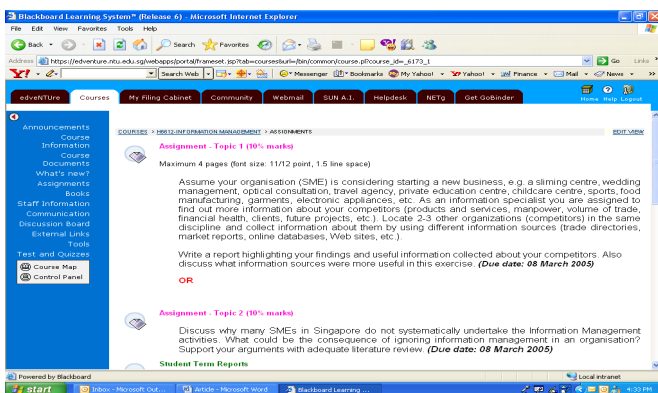 Blackboard Learning System™ (Release 6) - Microsoft Internet Explorer
File Edit View Favorites Tools Help
Back Search Favorites
Address https://edventure.ntu.edu.sg/webapps/portal/frameset.jsp?tab=courses&url=/bin/common/course.pl?course_id=_6173_1 Go Links
Y! Search Web Messenger Bookmarks My Yahoo! Yahoo! Finance Mail News
edveNTUre Courses My Filing Cabinet Community Webmail SUN A.I. Helpdesk NETg Get GoBinder Home Help Logout
Announcements
Course
Information
Course
Documents
What's new?
Assignments
Books
Staff Information
Communication
Discussion Board
External Links
Tools
Test and Quizzes
Course Map
Control Panel
COURSES > H6612-INFORMATION MANAGEMENT > ASSIGNMENTS EDIT VIEW
Assignment - Topic 1 (10% marks)
Maximum 4 pages (font size: 11/12 point, 1.5 line space)
Assume your organisation (SME) is considering starting a new business, e.g. a sliming centre, wedding
management, optical consultation, travel agency, private education centre, childcare centre, sports, food
manufacturing, garments, electronic appliances, etc. As an information specialist you are assigned to
find out more information about your competitors (products and services, manpower, volume of trade,
financial health, clients, future projects, etc.). Locate 2-3 other organizations (competitors) in the same
discipline and collect information about them by using different information sources (trade directories,
market reports, online databases, Web sites, etc.).
Write a report highlighting your findings and useful information collected about your competitors. Also
discuss what information sources were more useful in this exercise. (Due date: 08 March 2005)
OR
Assignment - Topic 2 (10% marks)
Discuss why many SMEs in Singapore do not systematically undertake the Information Management
activities. What could be the consequence of ignoring information management in an organisation?
Support your arguments with adequate literature review. (Due date: 08 March 2005)
Student Term Reports
Powered by Blackboard Local intranet
start Inbox - Microsoft Out... Article - Microsoft Word Blackboard Learning ... 4:33 PM